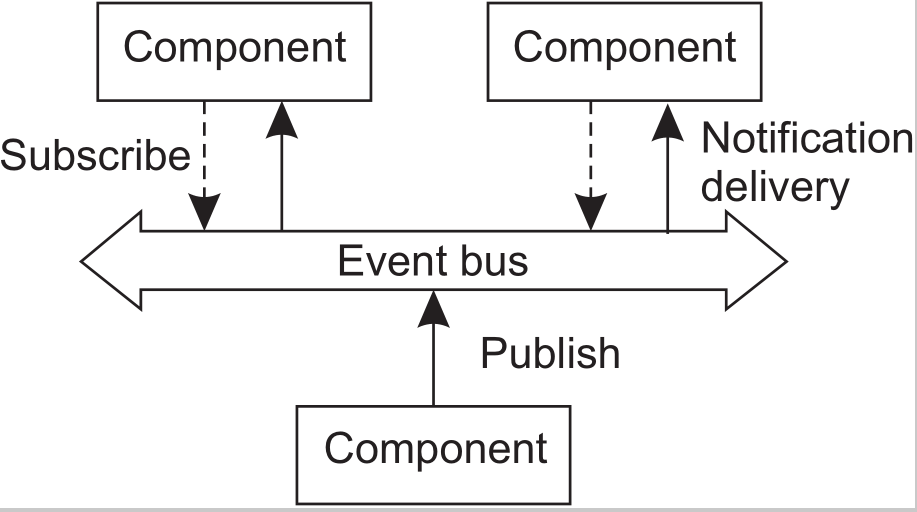 Component
Component
Subscribe
Notification
delivery
Event bus
Publish
Component